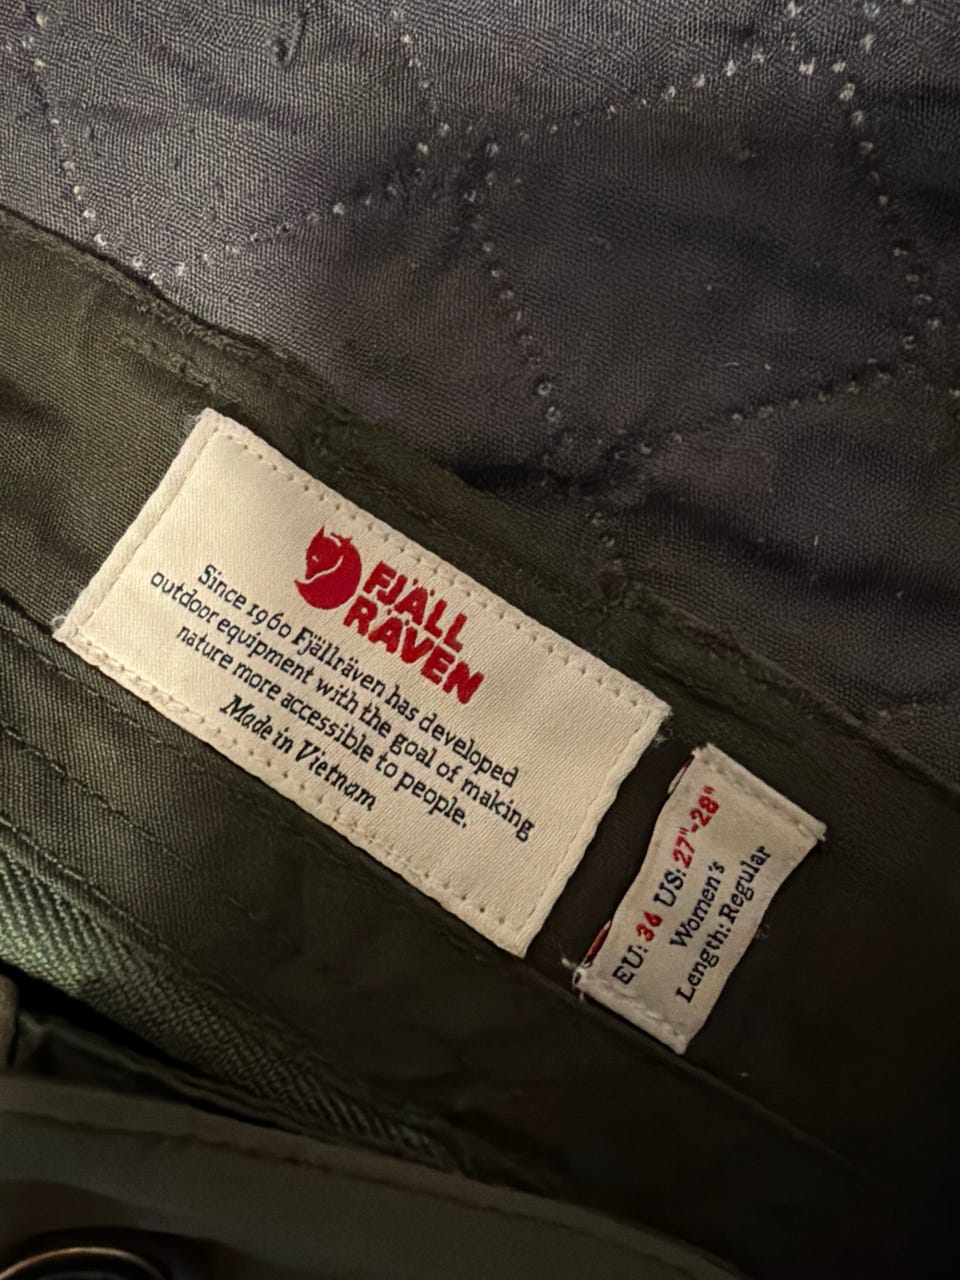 FJÄLL
RÄVEN
Since 1960 Fjällräven has developed
outdoor equipment with the goal of making
nature more accessible to people.
Made in Vietnam
EU: 36 US: 27"-28"
Women's
Length: Regular